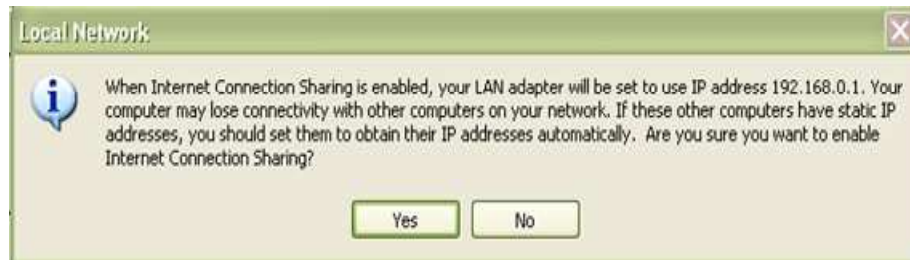 Local Network
When Internet Connection Sharing is enabled, your LAN adapter will be set to use IP address 192.168.0.1. Your
computer may lose connectivity with other computers on your network. If these other computers have static IP
addresses, you should set them to obtain their IP addresses automatically. Are you sure you want to enable
Internet Connection Sharing?
Yes No